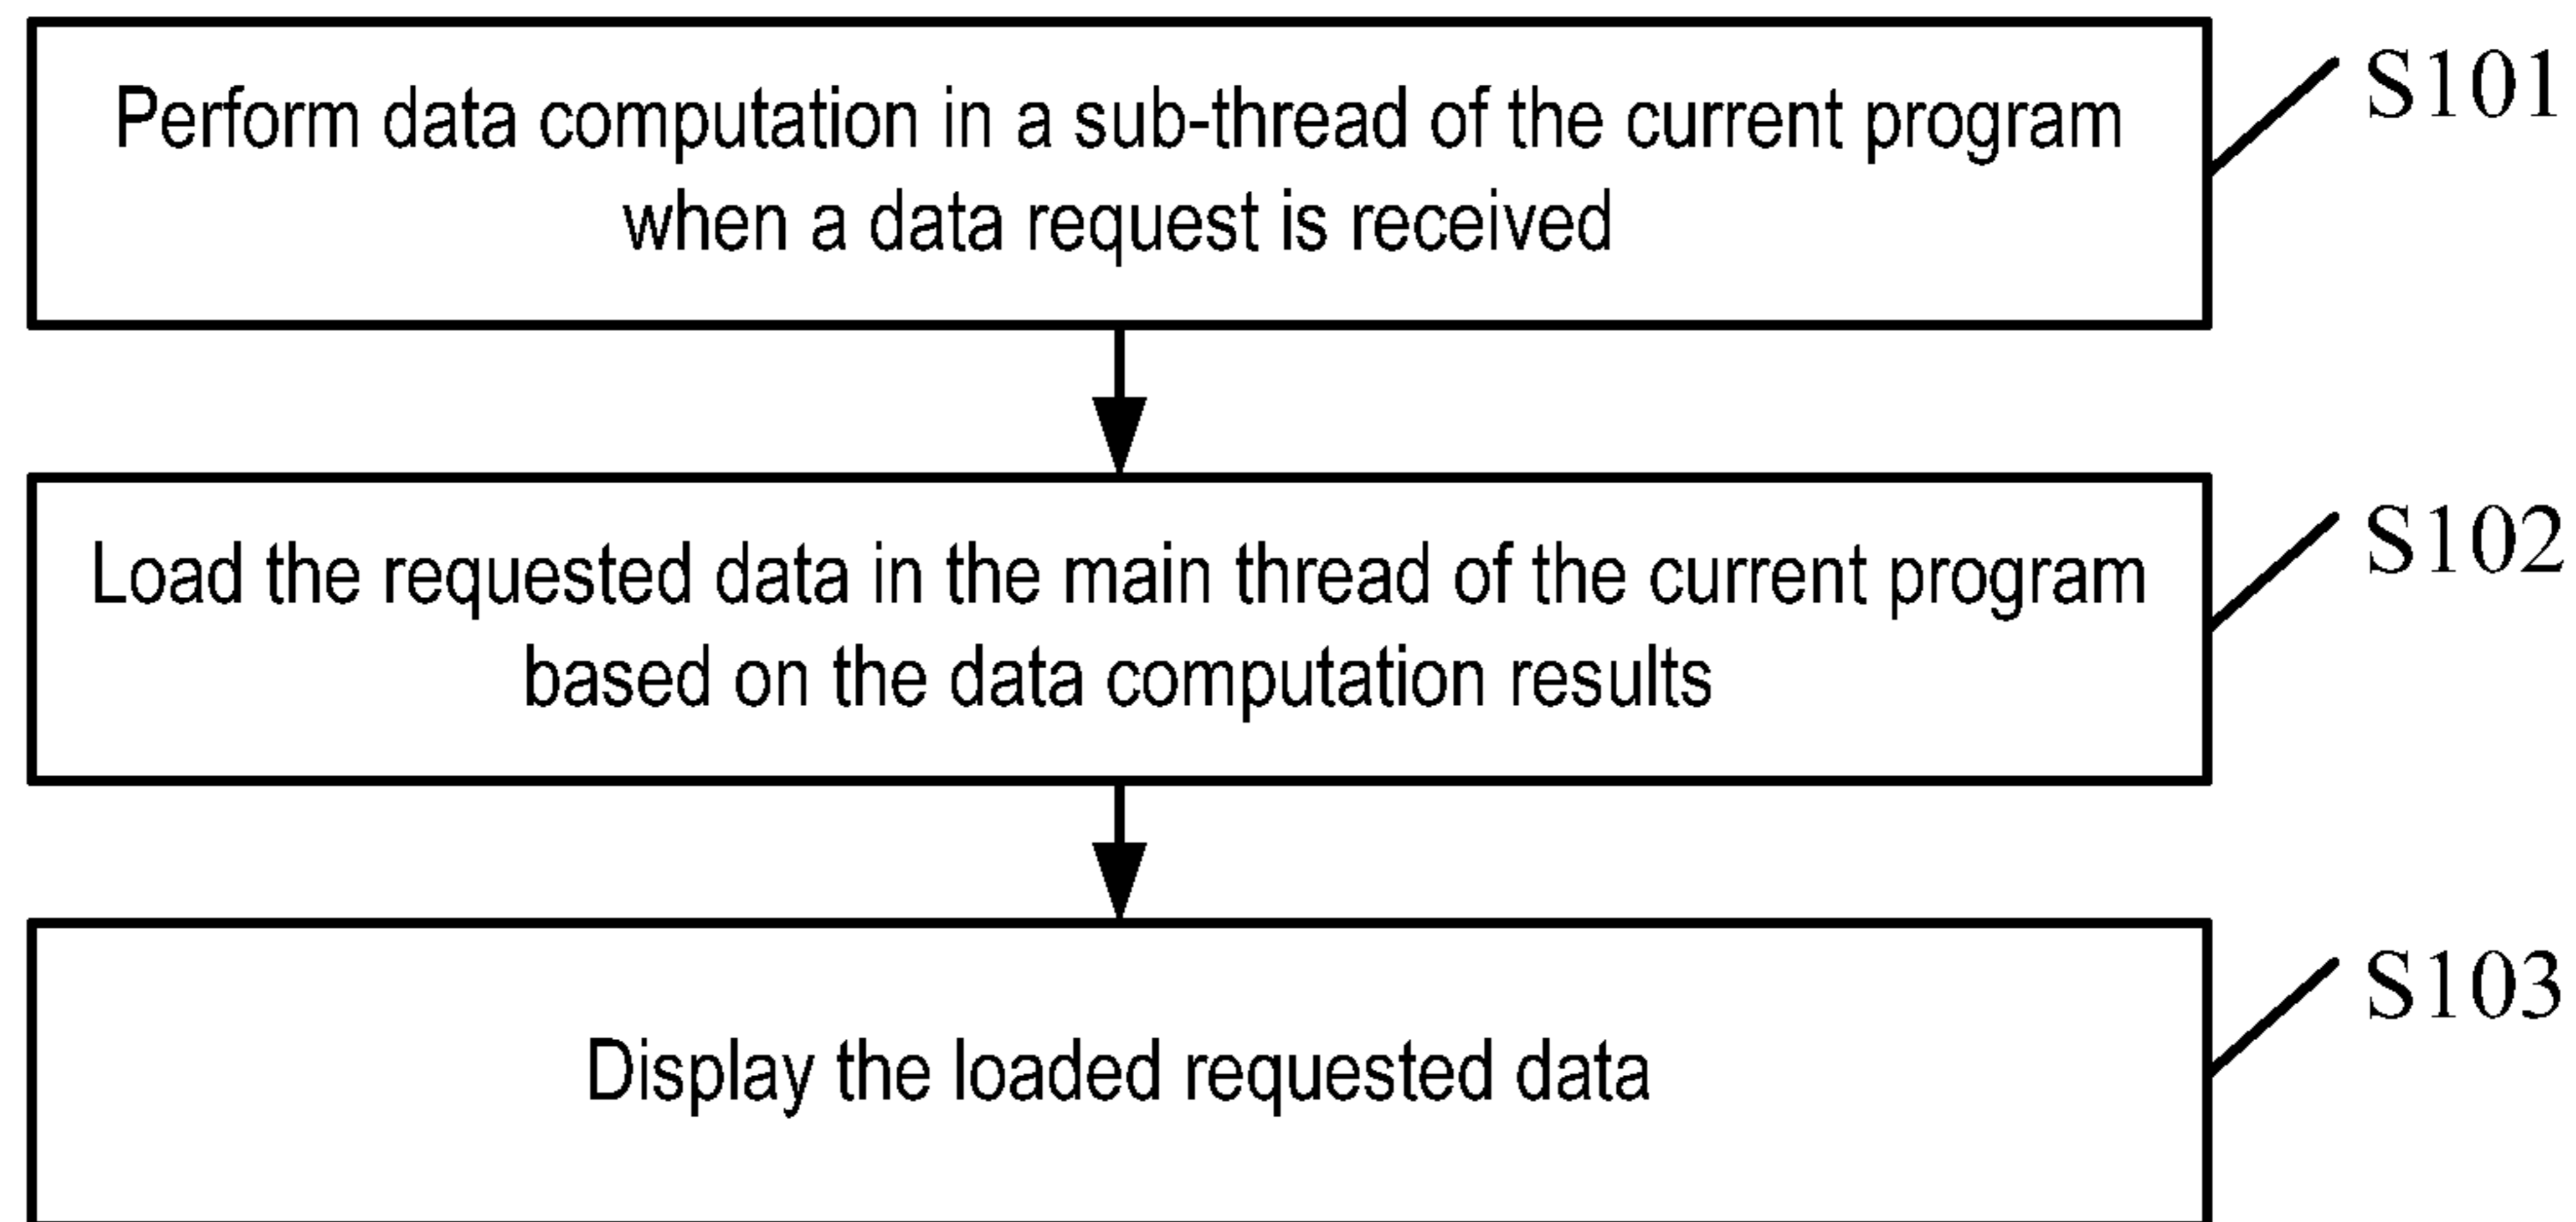 Perform data computation in a sub-thread of the current program
when a data request is received
S101
Load the requested data in the main thread of the current program
based on the data computation results
S102
Display the loaded requested data
S103